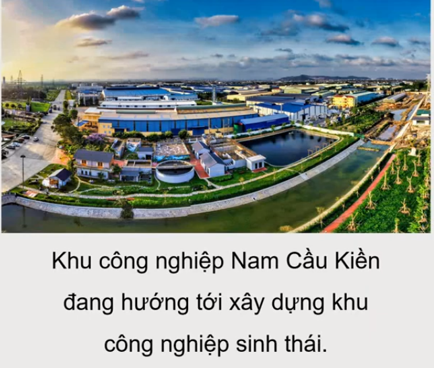 Khu công nghiệp Nam Cầu Kiền
đang hướng tới xây dựng khu
công nghiệp sinh thái.